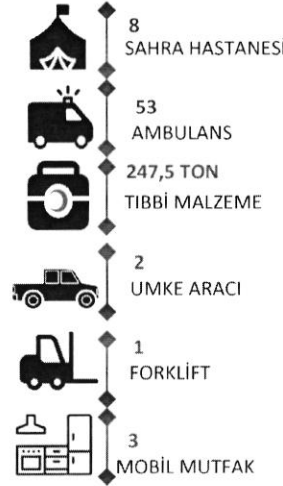 8
SAHRA HASTANESİ
53
AMBULANS
247,5 TON
TIBBİ MALZEME
2
UMKE ARACI
1
FORKLİFT
3
MOBİL MUTFAK